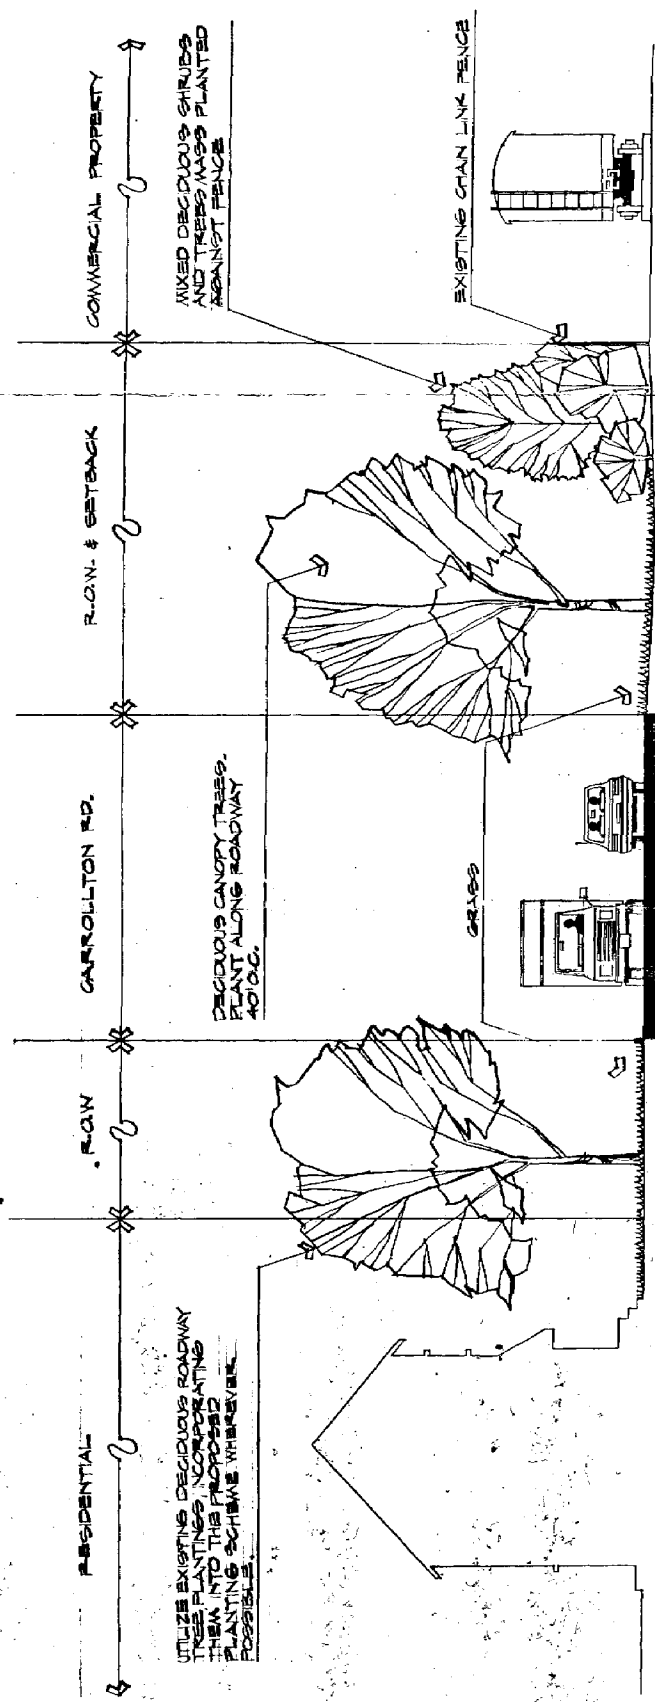 RESIDENTIAL
R.O.W
CARROLLTON RD.
R.O.W. & SETBACK
COMMERCIAL PROPERTY
UTILIZE EXISTING DECIDUOUS ROADWAY
TREE PLANTINGS, INCORPORATING
THEM INTO THE PROPOSED
PLANTING SCHEME WHEREVER
POSSIBLE.
DECIDUOUS CANOPY TREES.
PLANT ALONG ROADWAY
40' O.C.
MIXED DECIDUOUS SHRUBS
AND TREES MASS PLANTED
AGAINST FENCE
GRASS
EXISTING CHAIN LINK FENCE